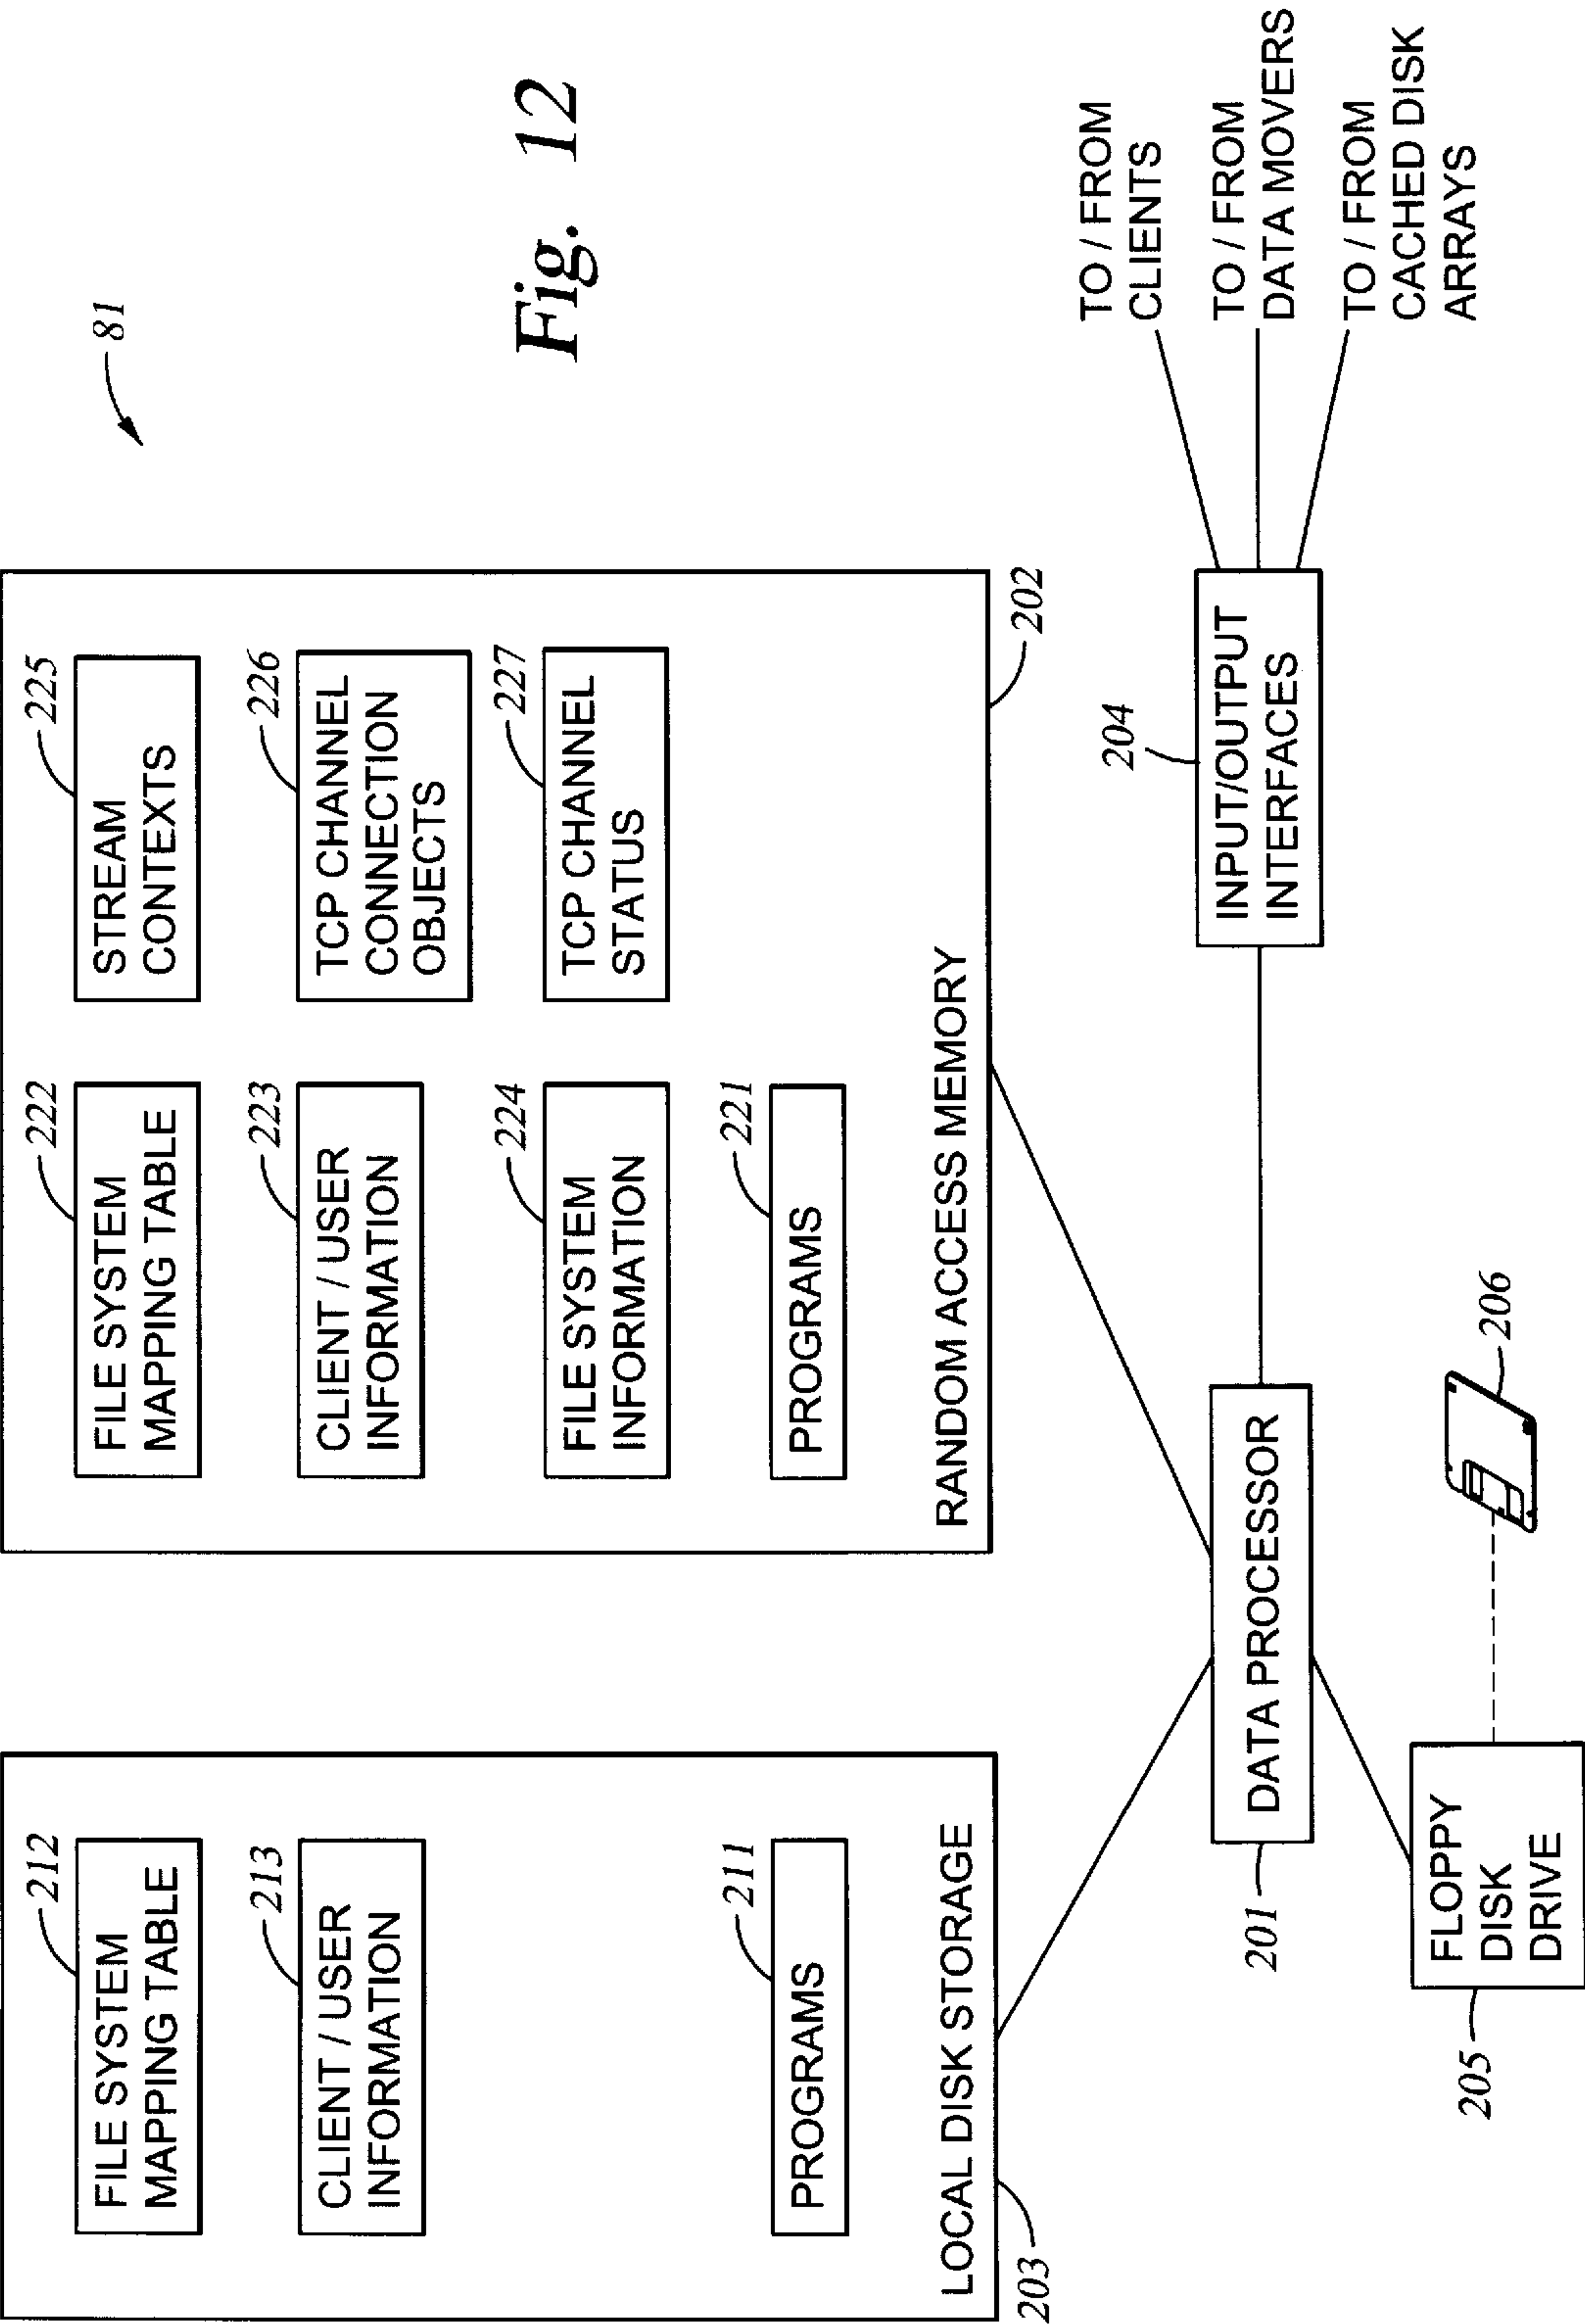 81
Fig. 12
212
FILE SYSTEM
MAPPING TABLE
213
CLIENT / USER
INFORMATION
211
PROGRAMS
LOCAL DISK STORAGE
203
222
FILE SYSTEM
MAPPING TABLE
223
CLIENT / USER
INFORMATION
224
FILE SYSTEM
INFORMATION
221
PROGRAMS
225
STREAM
CONTEXTS
226
TCP CHANNEL
CONNECTION
OBJECTS
227
TCP CHANNEL
STATUS
RANDOM ACCESS MEMORY
202
201
DATA PROCESSOR
204
INPUT/OUTPUT
INTERFACES
TO / FROM
CLIENTS
TO / FROM
DATA MOVERS
TO / FROM
CACHED DISK
ARRAYS
205
FLOPPY
DISK
DRIVE
206